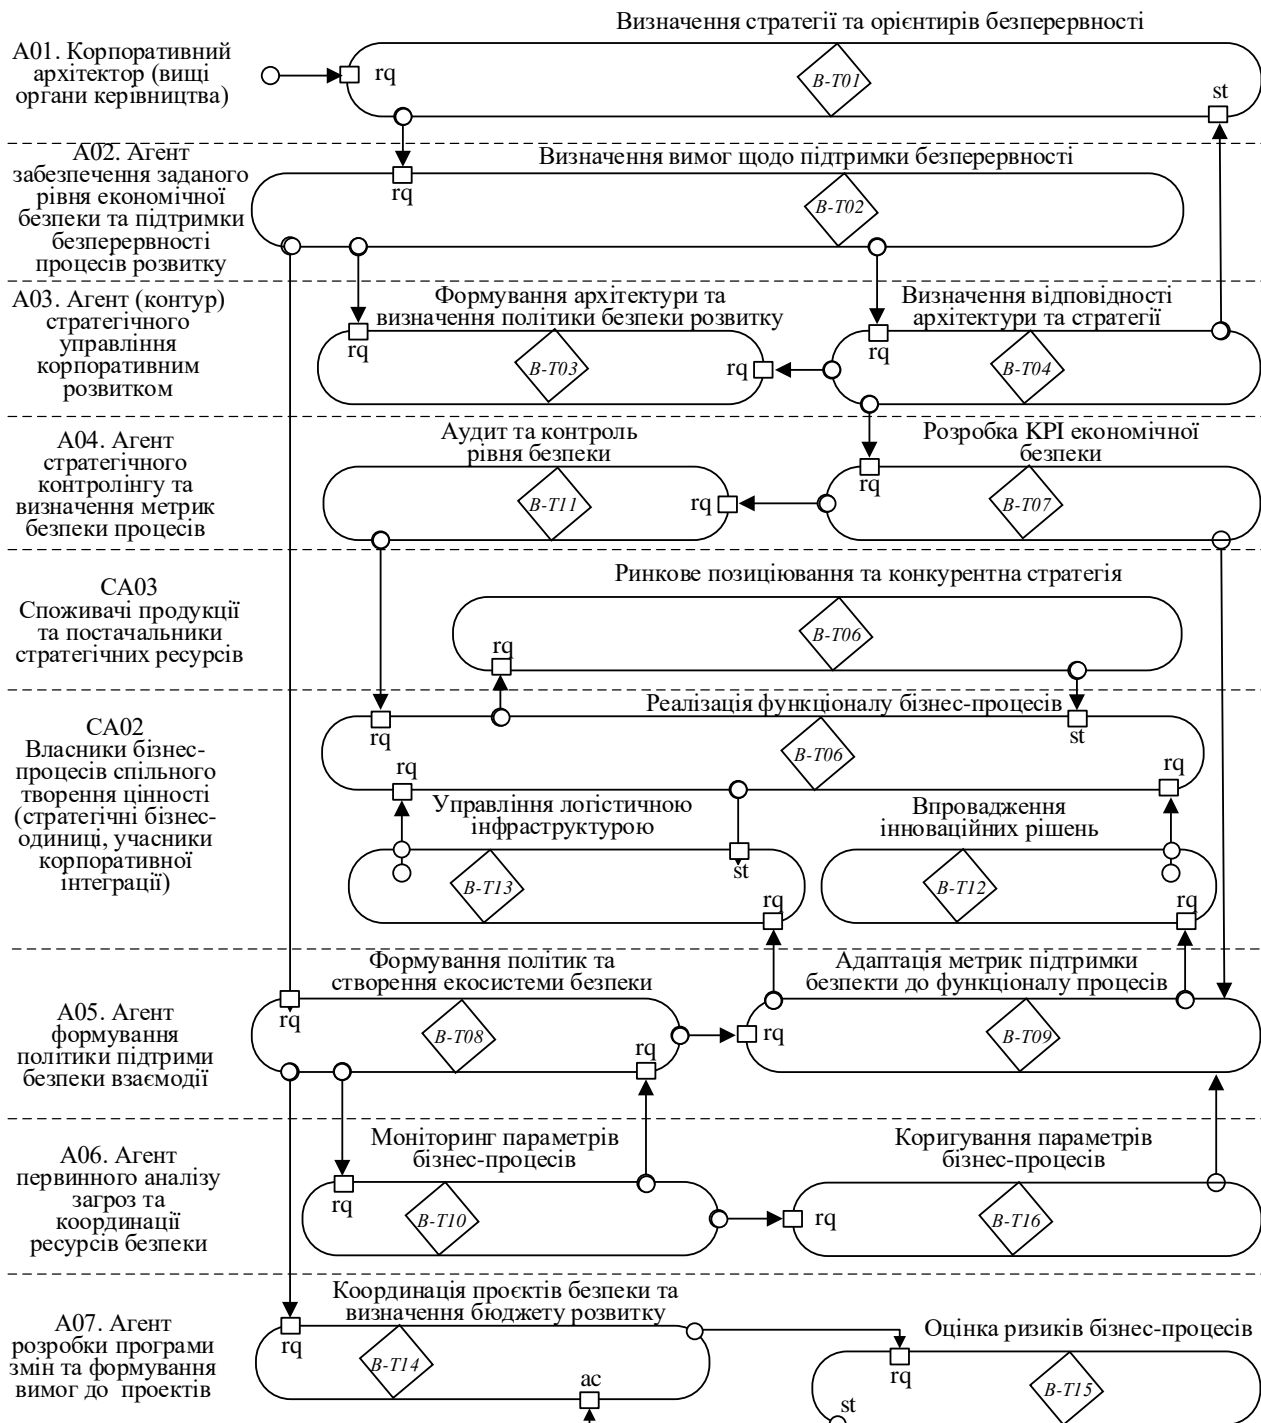 Визначення стратегії та орієнтирів безперервності
А01. Корпоративний
архітектор (вищі
органи керівництва)
rq
B-T01
st
А02. Агент
забезпечення заданого
рівня економічної
безпеки та підтримки
безперервності
процесів розвитку
Визначення вимог щодо підтримки безперервності
rq
B-T02
А03. Агент (контур)
стратегічного
управління
корпоративним
розвитком
Формування архітектури та
визначення політики безпеки розвитку
rq
B-T03
rq
Визначення відповідності
архітектури та стратегії
rq
B-T04
А04. Агент
стратегічного
контролінгу та
визначення метрик
безпеки процесів
Аудит та контроль
рівня безпеки
B-T11
rq
Розробка KPI економічної
безпеки
rq
B-T07
СА03
Споживачі продукції
та постачальники
стратегічних ресурсів
Ринкове позиціювання та конкурентна стратегія
B-T06
rq
СА02
Власники бізнес-
процесів спільного
творення цінності
(стратегічні бізнес-
одиниці, учасники
корпоративної
інтеграції)
Реалізація функціоналу бізнес-процесів
rq
st
B-T06
rq
rq
Управління логістичною
інфраструктурою
B-T13
st
rq
Впровадження
інноваційних рішень
B-T12
rq
А05. Агент
формування
політики підтрими
безпеки взаємодії
Формування політик та
створення екосистеми безпеки
rq
B-T08
rq
Адаптація метрик підтримки
безпекти до функціоналу процесів
rq
B-T09
А06. Агент
первинного аналізу
загроз та
координації
ресурсів безпеки
Моніторинг параметрів
бізнес-процесів
rq
B-T10
Коригування параметрів
бізнес-процесів
rq
B-T16
А07. Агент
розробки програми
змін та формування
вимог до проектів
Координація проєктів безпеки та
визначення бюджету розвитку
rq
B-T14
ac
Оцінка ризиків бізнес-процесів
rq
B-T15
st